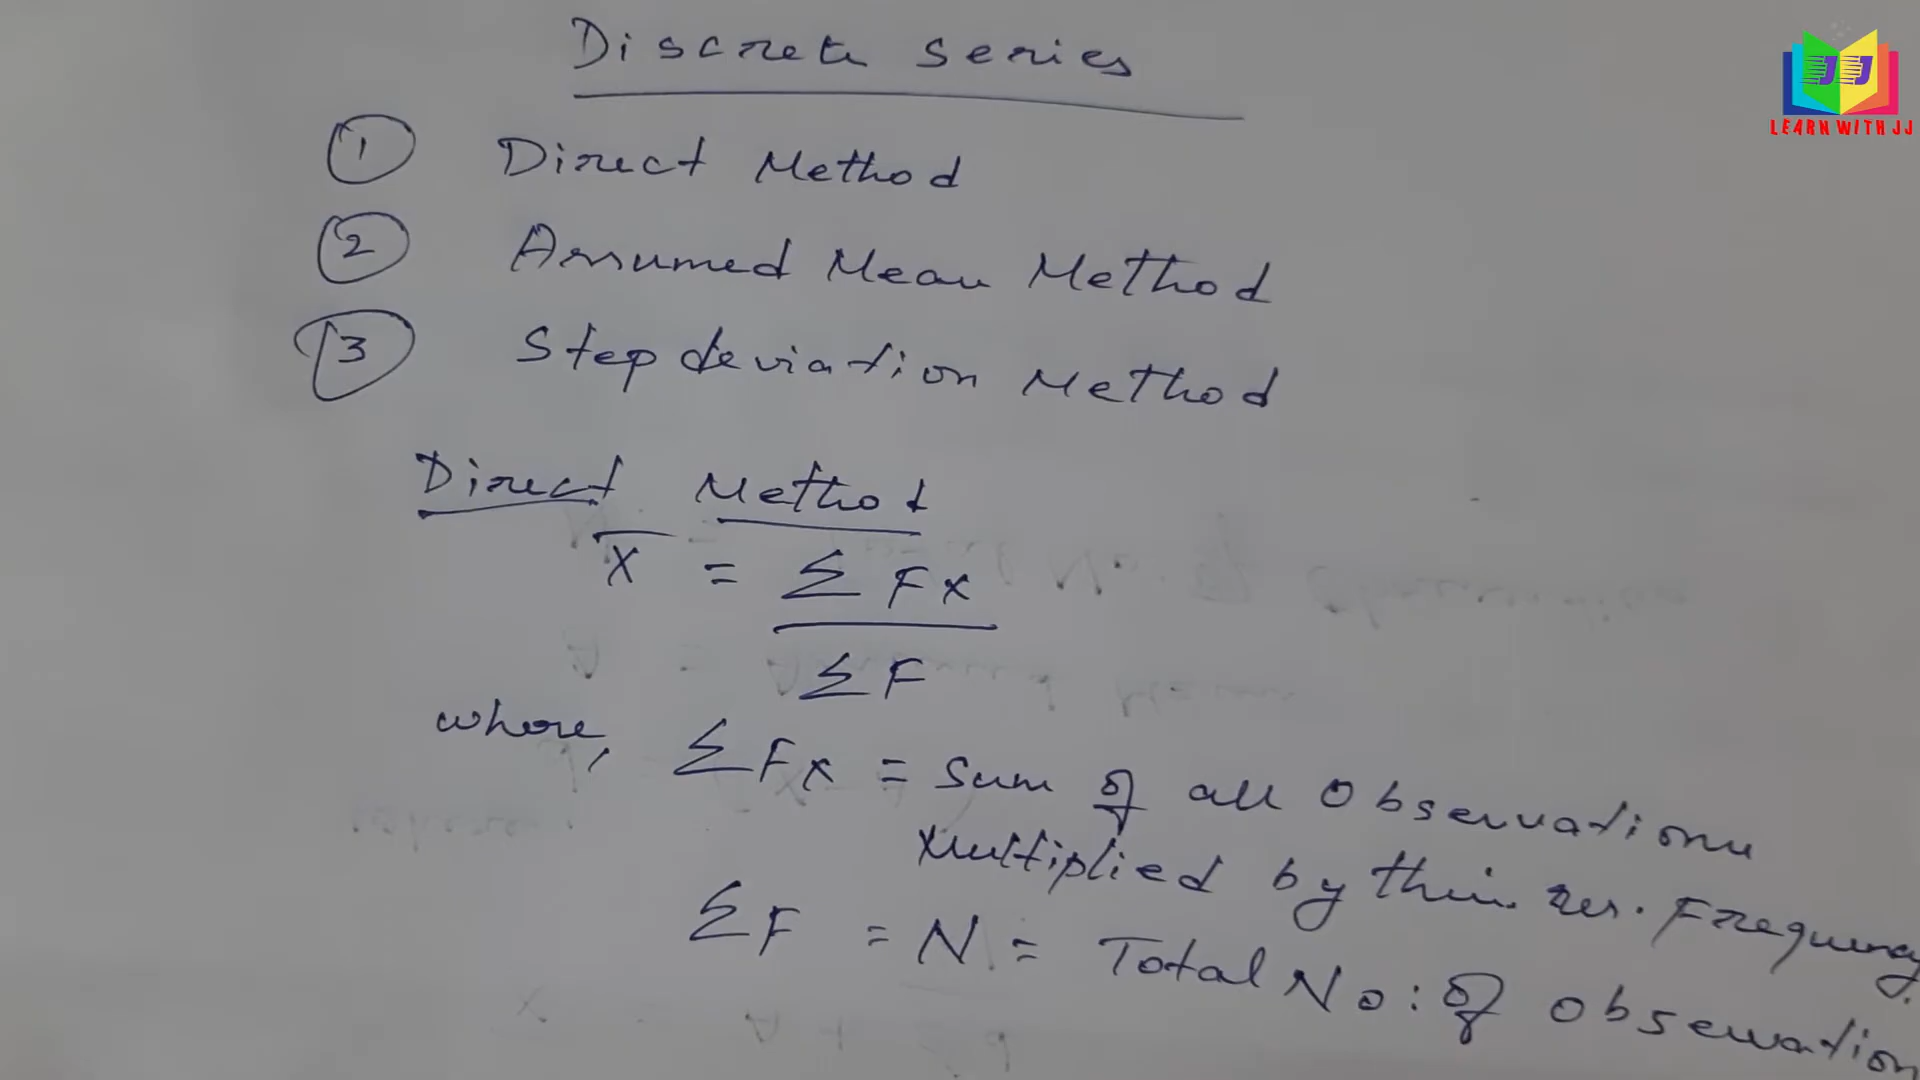 Discrete Series
LEARN WITH JJ
1 Direct Method
2 Assumed Mean Method
3 Step deviation Method
Direct Method
X̅ = ΣFX
ΣF
where, ΣFX = Sum of all Observations
multiplied by their res. Frequency.
ΣF = N = Total No: of Observation